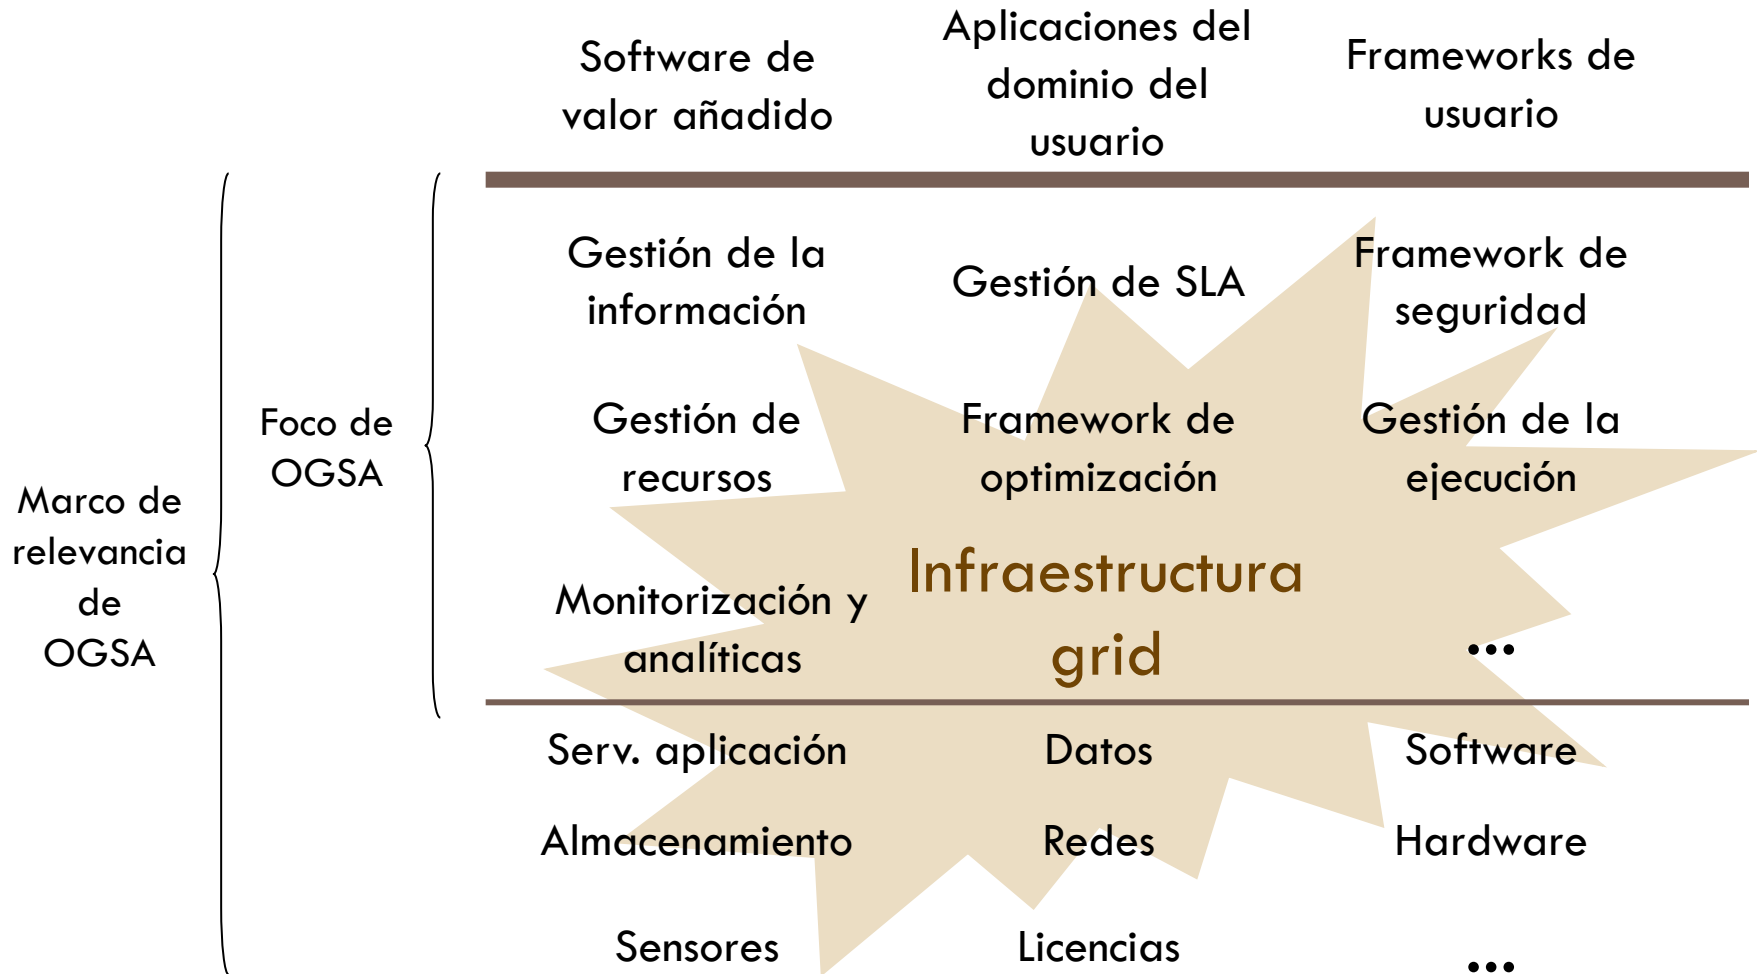 Software de
valor añadido
Aplicaciones del
dominio del
usuario
Frameworks de
usuario
Marco de
relevancia
de
OGSA
Foco de
OGSA
Gestión de la
información
Gestión de SLA
Framework de
seguridad
Gestión de
recursos
Framework de
optimización
Gestión de la
ejecución
Monitorización y
analíticas
Infraestructura
grid
...
Serv. aplicación
Datos
Software
Almacenamiento
Redes
Hardware
Sensores
Licencias
...